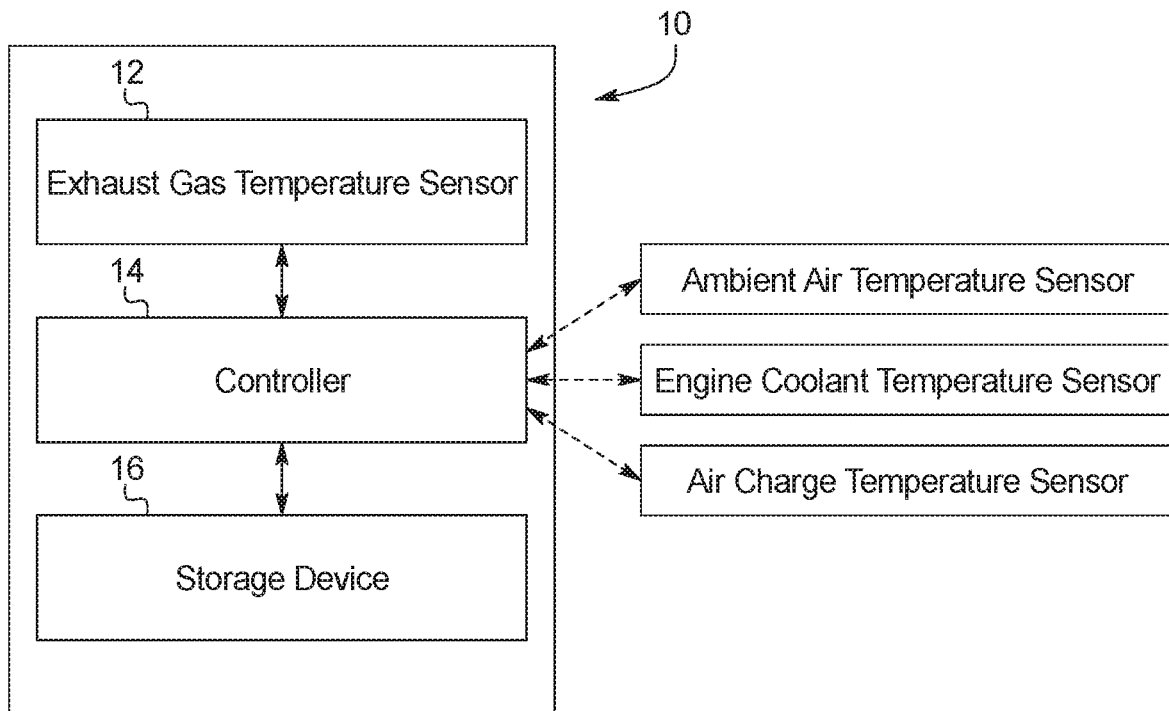 10
12
Exhaust Gas Temperature Sensor
14
Controller
16
Storage Device
Ambient Air Temperature Sensor
Engine Coolant Temperature Sensor
Air Charge Temperature Sensor